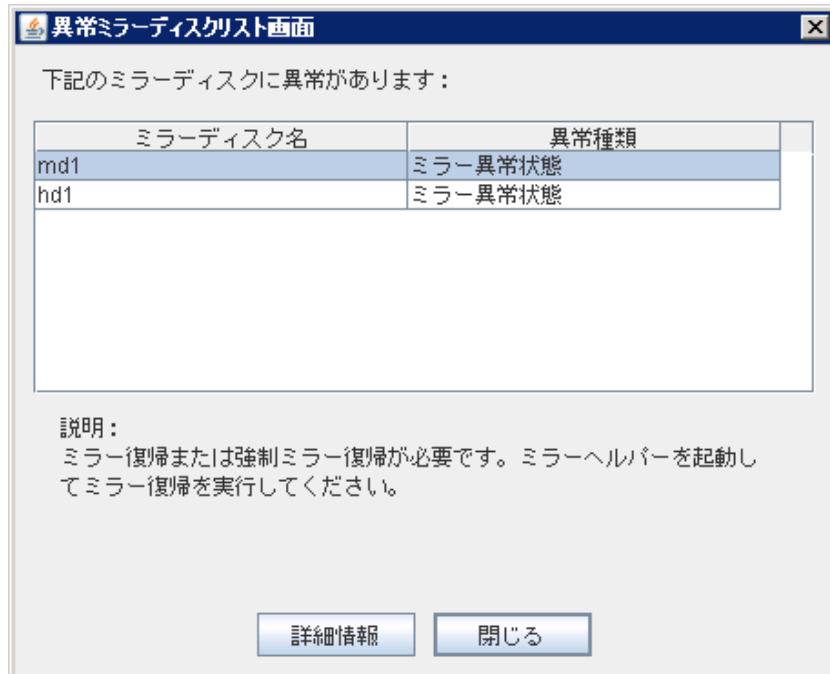 異常ミラーディスクリスト画面
下記のミラーディスクに異常があります：
ミラーディスク名 異常種類
md1 ミラー異常状態
hd1 ミラー異常状態
説明：
ミラー復帰または強制ミラー復帰が必要です。ミラーヘルパーを起動し
てミラー復帰を実行してください。
詳細情報 閉じる